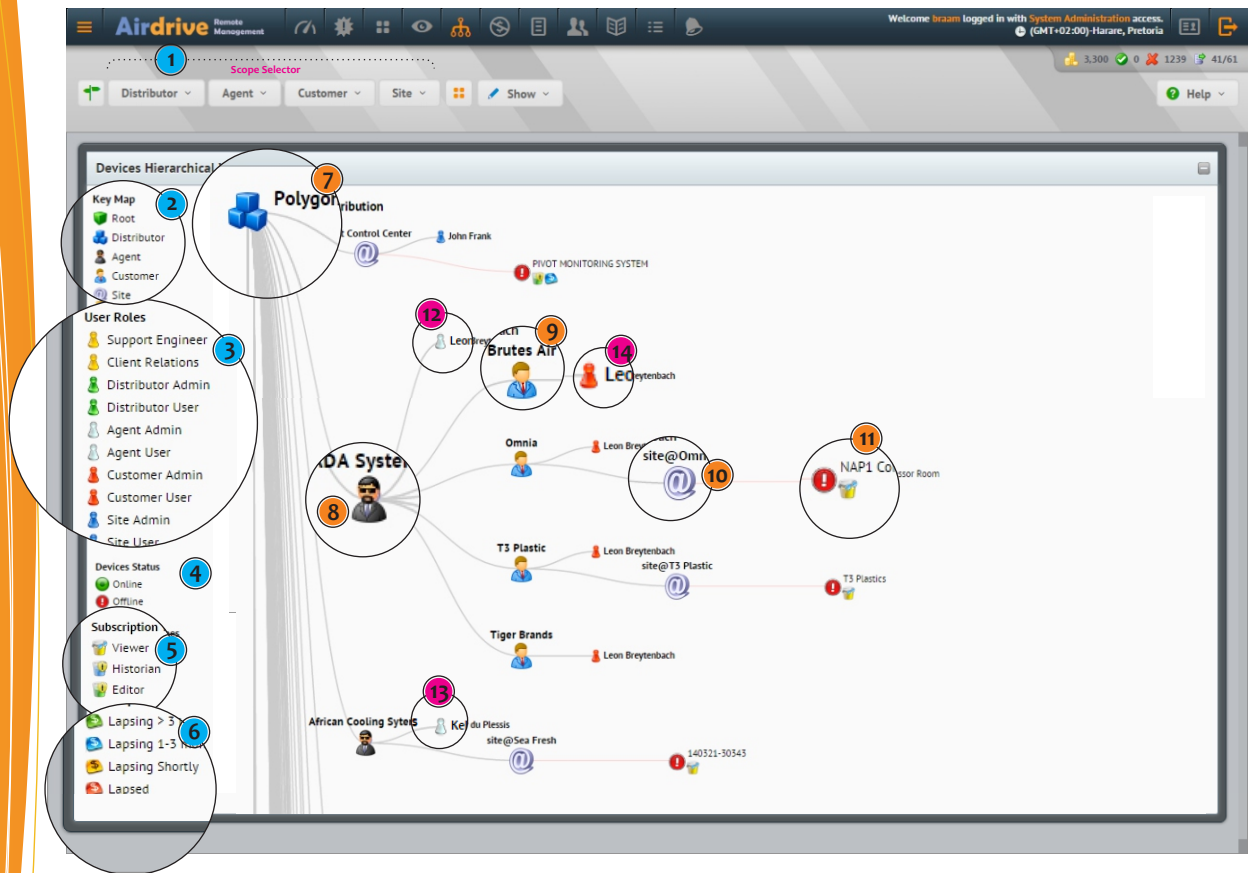 Airdrive Remote Management
Welcome braam logged in with System Administration access.
(GMT+02:00)-Harare, Pretoria
3,300 0 1239 41/61
1
Scope Selector
Distributor Agent Customer Site Show Help
Devices Hierarchical
Key Map
2
Root
Distributor
Agent
Customer
Site
User Roles
3
Support Engineer
Client Relations
Distributor Admin
Distributor User
Agent Admin
Agent User
Customer Admin
Customer User
Site Admin
Site User
Devices Status
4
Online
Offline
Subscription
5
Viewer
Historian
Editor
6
Lapsing > 3
Lapsing 1-3
Lapsing Shortly
Lapsed
7
Polygon
ribution
Control Center
John Frank
PIVOT MONITORING SYSTEM
12
Leon
9
Brutes Air
14
Leo
eytenbach
Omnia
Leon
site@Omn
10
11
NAP1 Co
ssor Room
DA System
8
T3 Plastic
Leon Breytenbach
site@T3 Plastic
T3 Plastics
Tiger Brands
Leon Breytenbach
13
African Cooling Syters
du Plessis
site@Sea Fresh
140321-30343